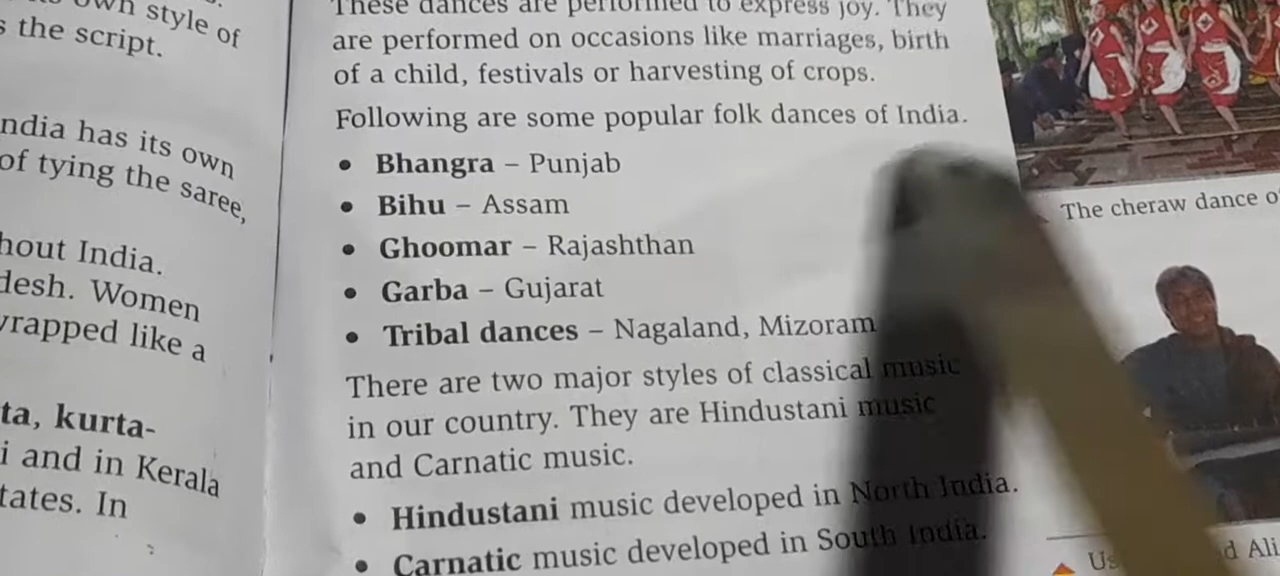 own style of
the script.
ndia has its own
of tying the saree,
hout India.
desh. Women
wrapped like a
ta, kurta-
i and in Kerala
tates. In
These dances are performed to express joy. They
are performed on occasions like marriages, birth
of a child, festivals or harvesting of crops.
Following are some popular folk dances of India.
• Bhangra – Punjab
• Bihu – Assam
• Ghoomar – Rajashthan
• Garba – Gujarat
• Tribal dances – Nagaland, Mizoram
There are two major styles of classical music
in our country. They are Hindustani music
and Carnatic music.
• Hindustani music developed in North India.
• Carnatic music developed in South India.
The cheraw dance o
Us
d Ali